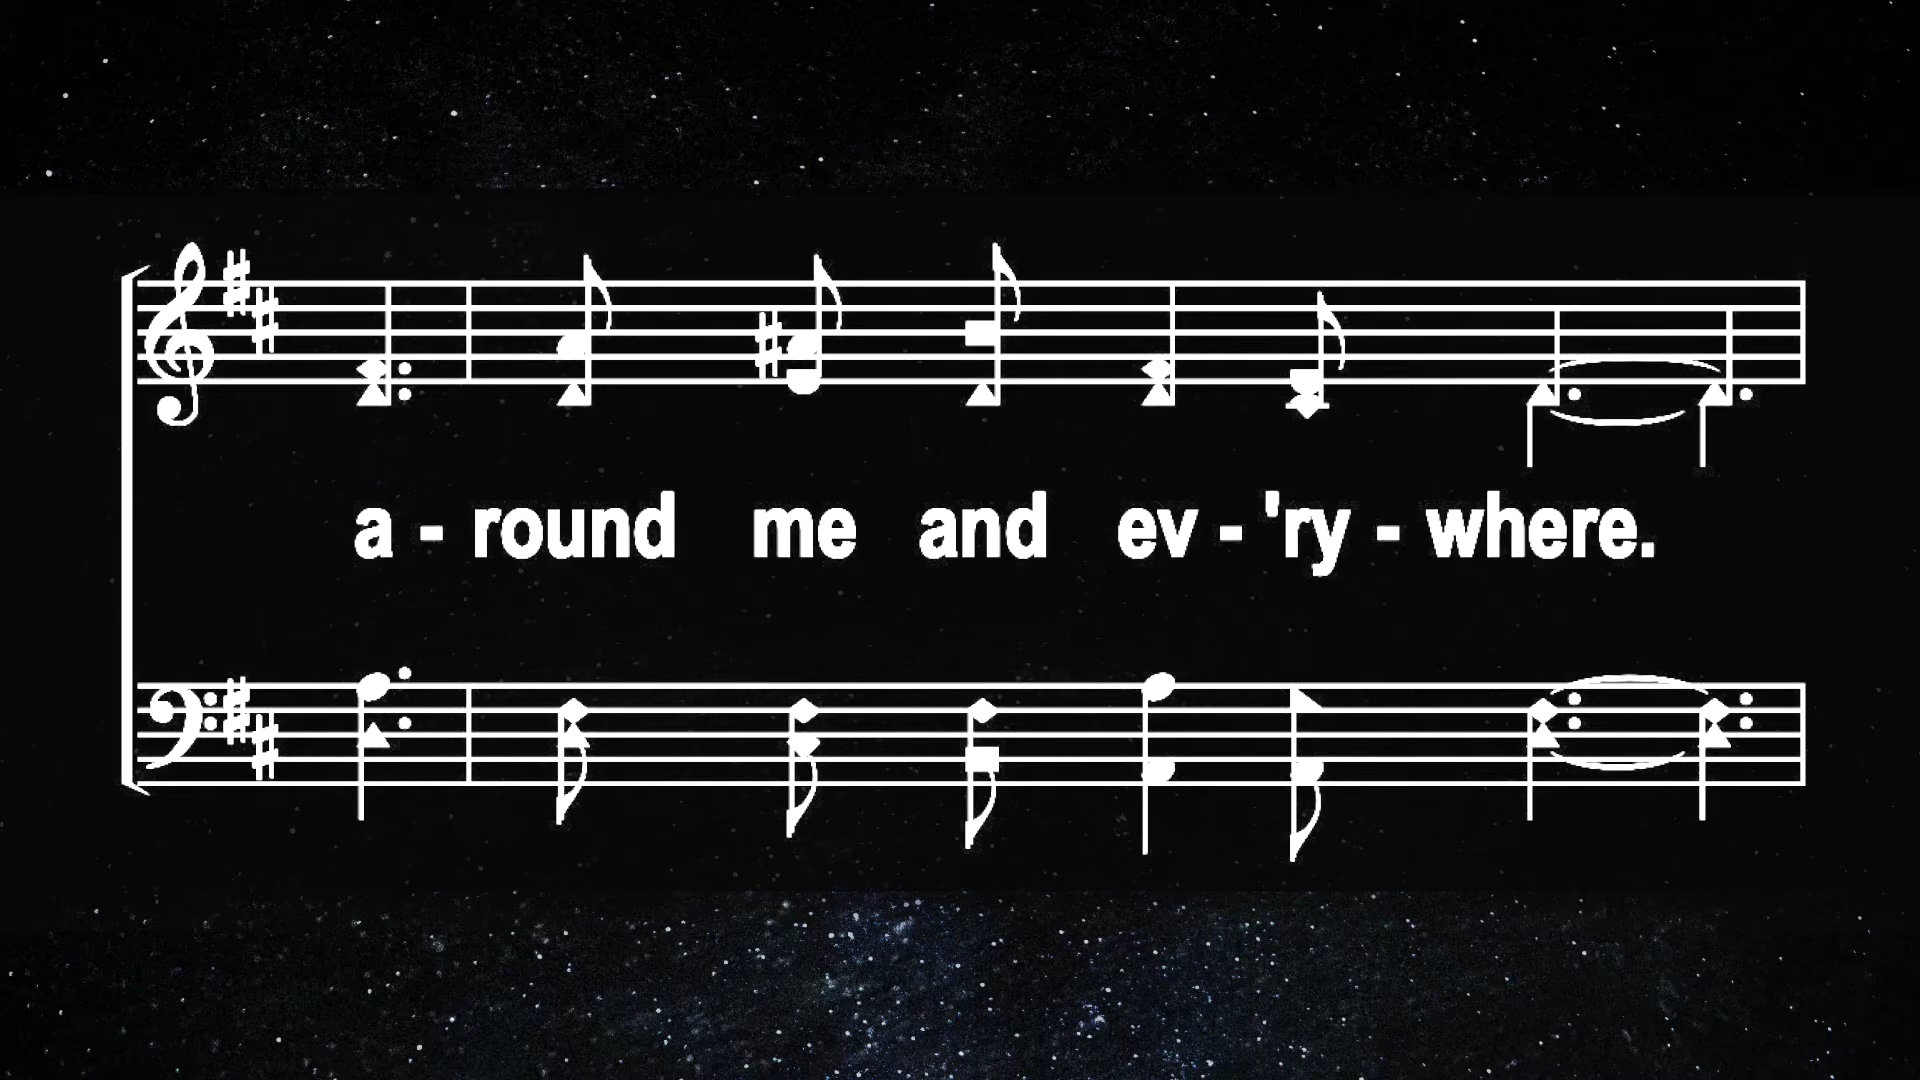 a - round me and ev - 'ry - where.